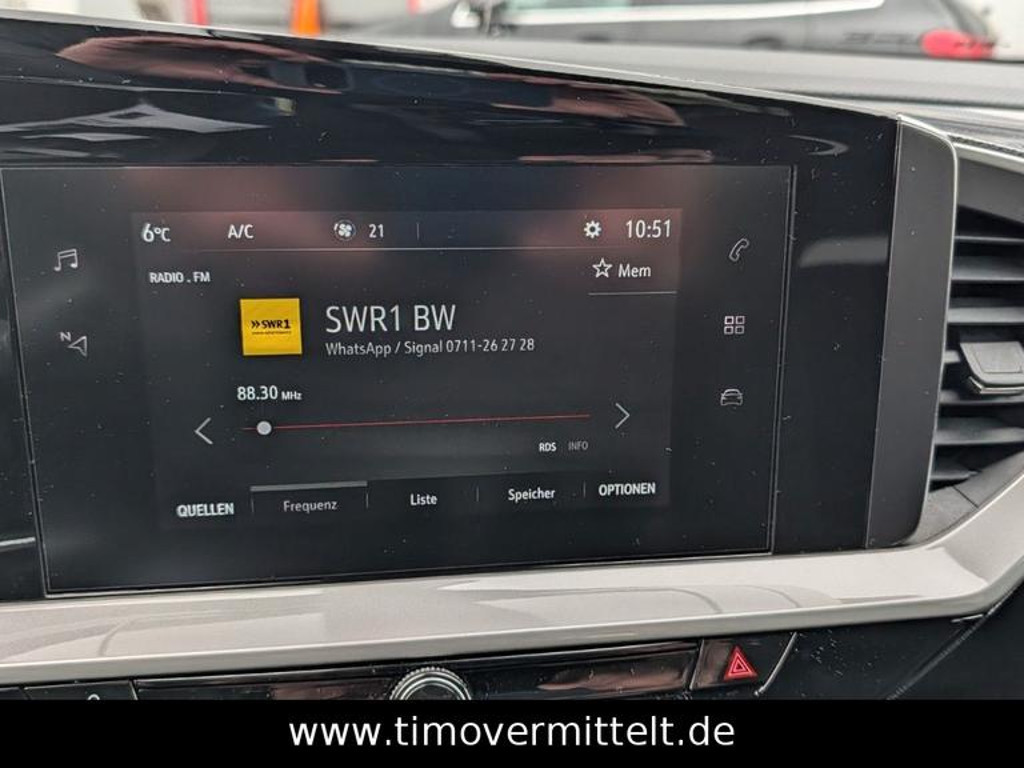 6°C A/C 21 10:51
RADIO . FM
Mem
»SWR1
SWR1 BW
WhatsApp / Signal 0711-26 27 28
88.30 MHz
RDS INFO
QUELLEN Frequenz Liste Speicher OPTIONEN
N
www.timovermittelt.de